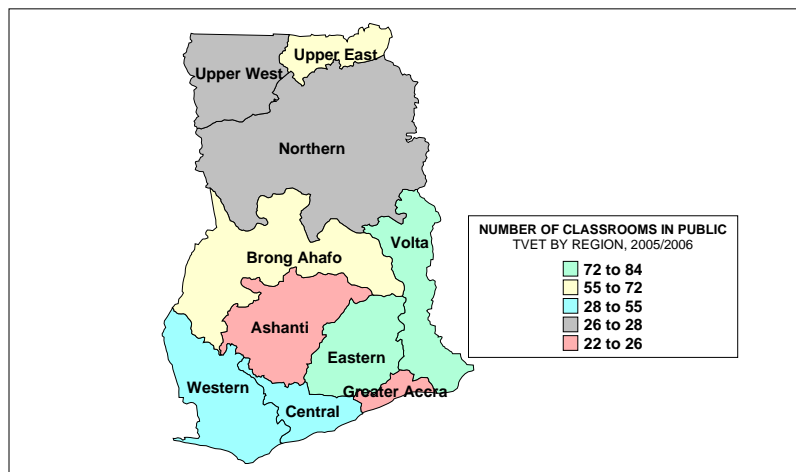 Upper East
Upper West
Northern
Volta
Brong Ahafo
Ashanti
Eastern
Greater Accra
Western
Central
NUMBER OF CLASSROOMS IN PUBLIC
TVET BY REGION, 2005/2006
72 to 84
55 to 72
28 to 55
26 to 28
22 to 26